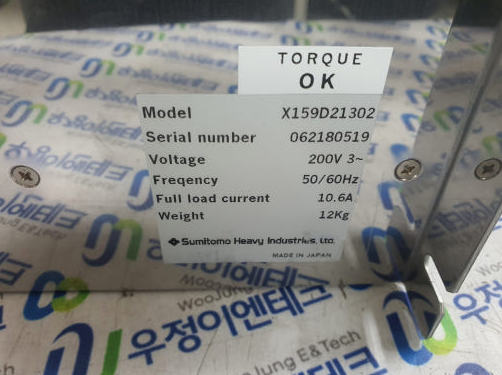 TORQUE
OK
Model X159D21302
Serial number 062180519
Voltage 200V 3~
Freqency 50/60Hz
Full load current 10.6A
Weight 12Kg
Sumitomo Heavy Industries, Ltd.
MADE IN JAPAN
WooJung E&Tech
우정이엔테크